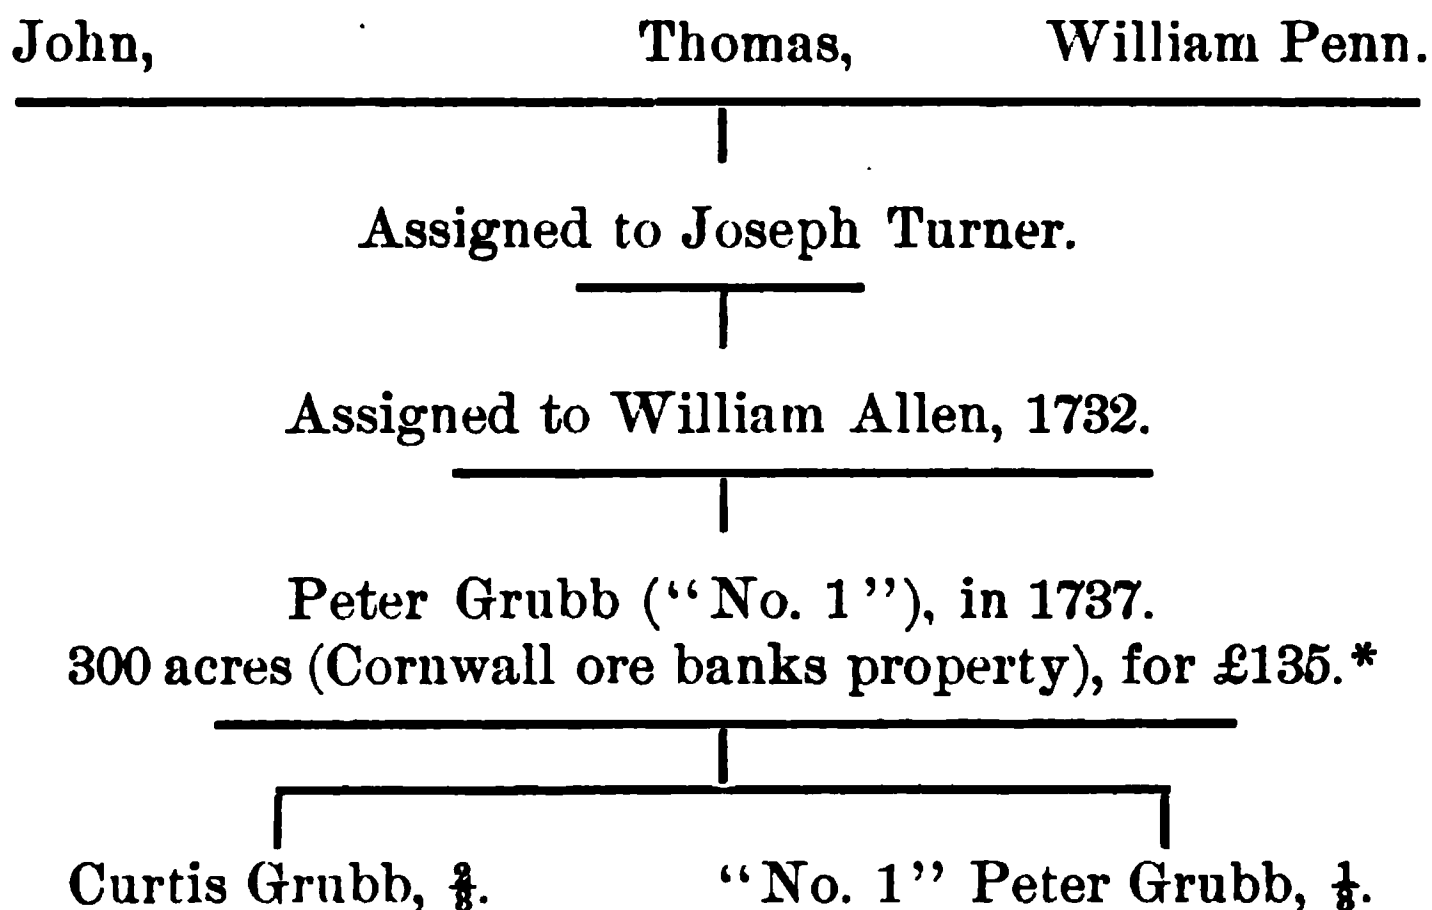 John, Thomas, William Penn.
Assigned to Joseph Turner.
Assigned to William Allen, 1732.
Peter Grubb (“No. 1”), in 1737.
300 acres (Cornwall ore banks property), for £135.*
Curtis Grubb, ⅔. “No. 1” Peter Grubb, ⅓.